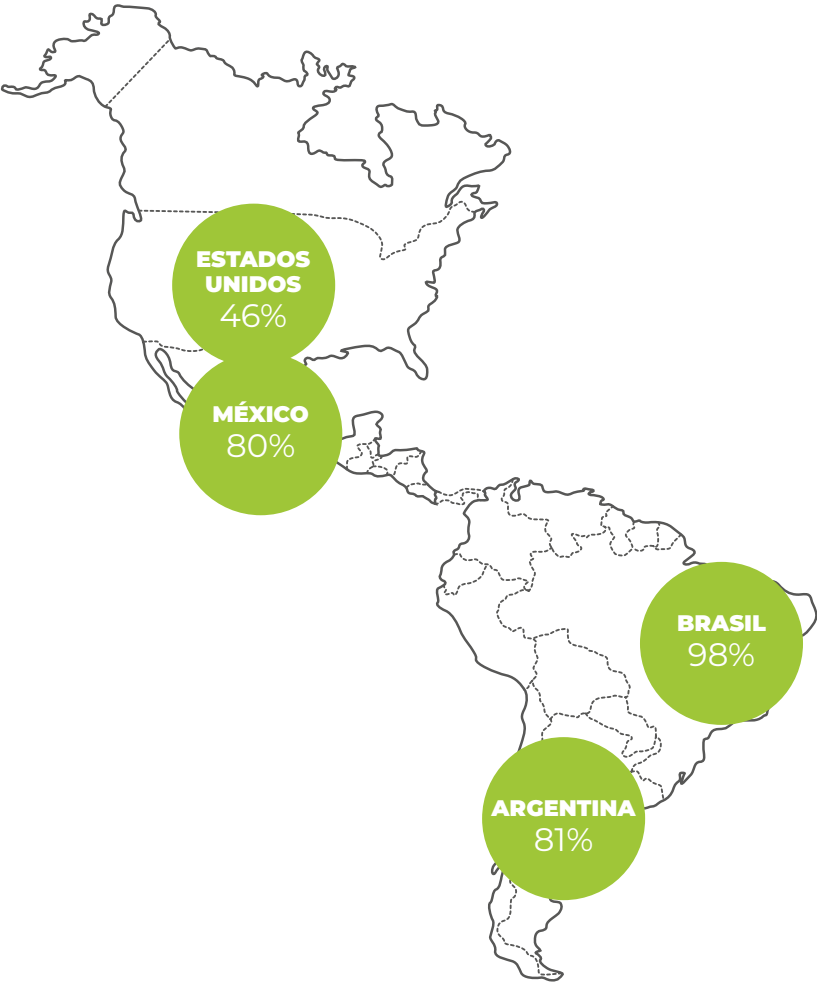 ESTADOS
UNIDOS
46%
MÉXICO
80%
BRASIL
98%
ARGENTINA
81%